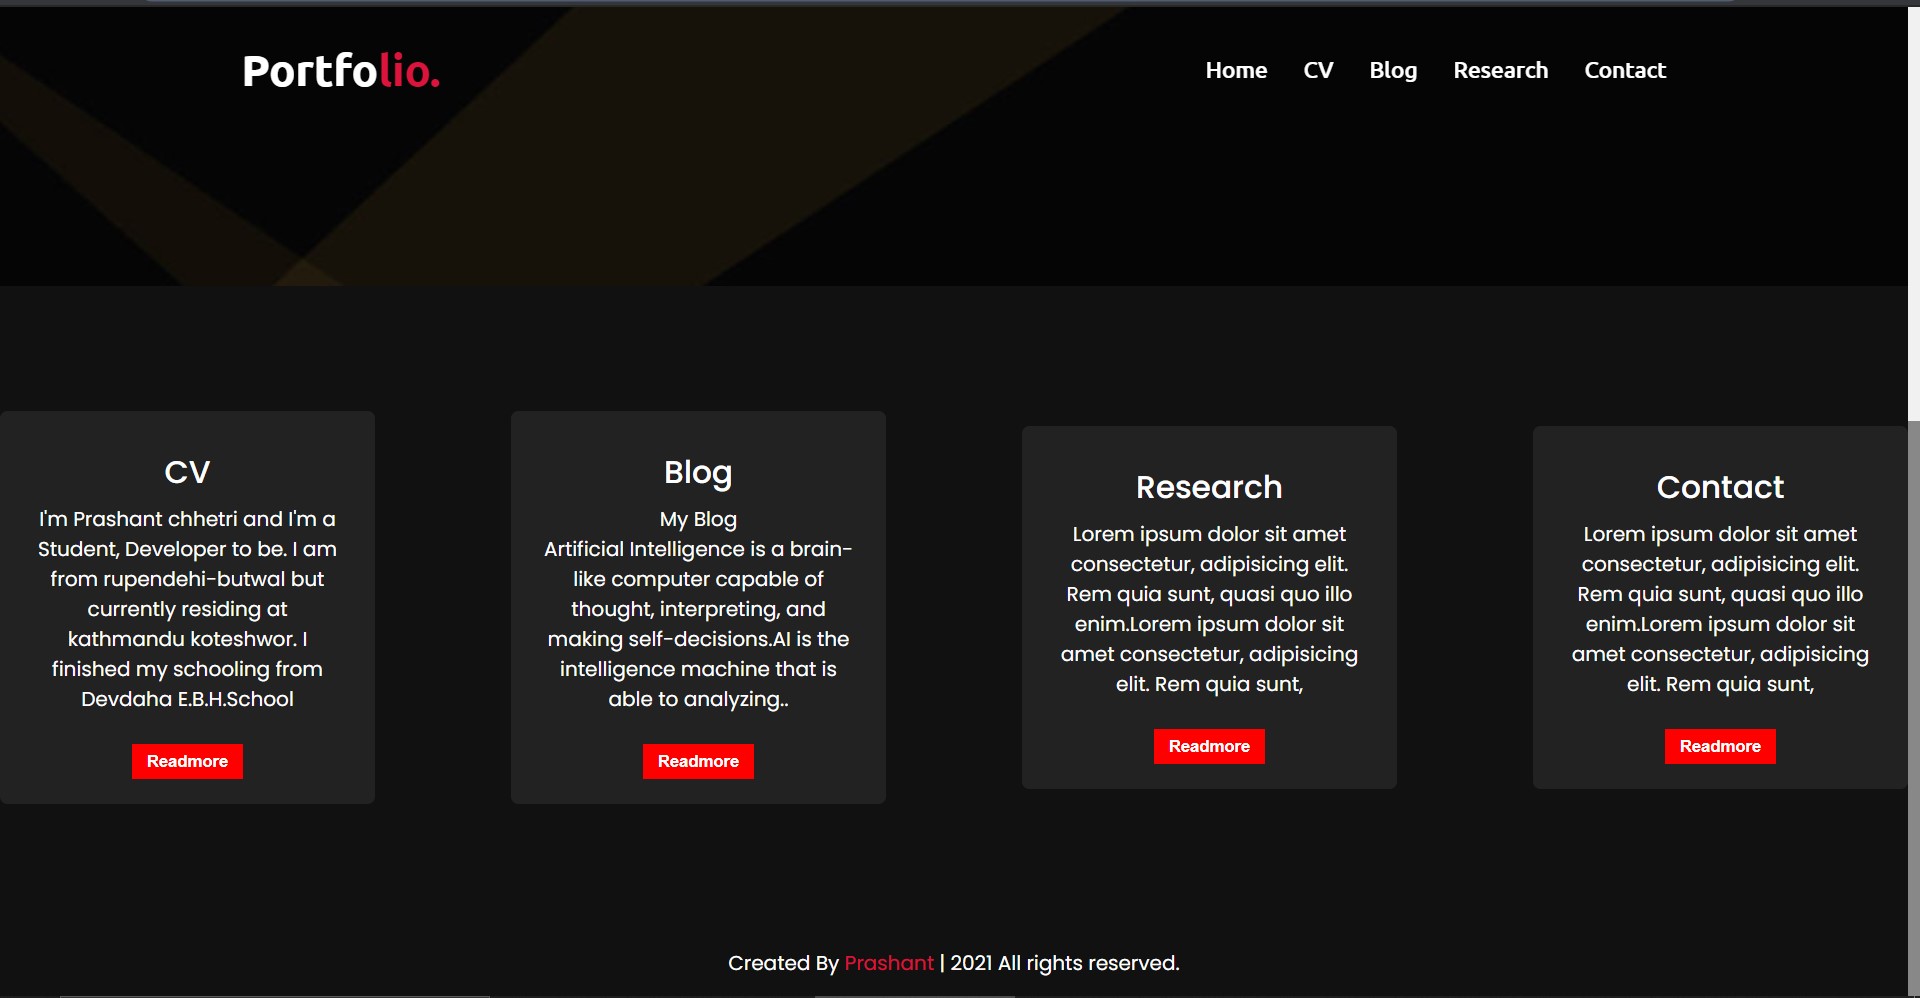 Portfolio.
Home CV Blog Research Contact
CV
I'm Prashant chhetri and I'm a
Student, Developer to be. I am
from rupendehi-butwal but
currently residing at
kathmandu koteshwor. I
finished my schooling from
Devdaha E.B.H.School
Readmore
Blog
My Blog
Artificial Intelligence is a brain-
like computer capable of
thought, interpreting, and
making self-decisions.AI is the
intelligence machine that is
able to analyzing..
Readmore
Research
Lorem ipsum dolor sit amet
consectetur, adipisicing elit.
Rem quia sunt, quasi quo illo
enim.Lorem ipsum dolor sit
amet consectetur, adipisicing
elit. Rem quia sunt,
Readmore
Contact
Lorem ipsum dolor sit amet
consectetur, adipisicing elit.
Rem quia sunt, quasi quo illo
enim.Lorem ipsum dolor sit
amet consectetur, adipisicing
elit. Rem quia sunt,
Readmore
Created By Prashant | 2021 All rights reserved.